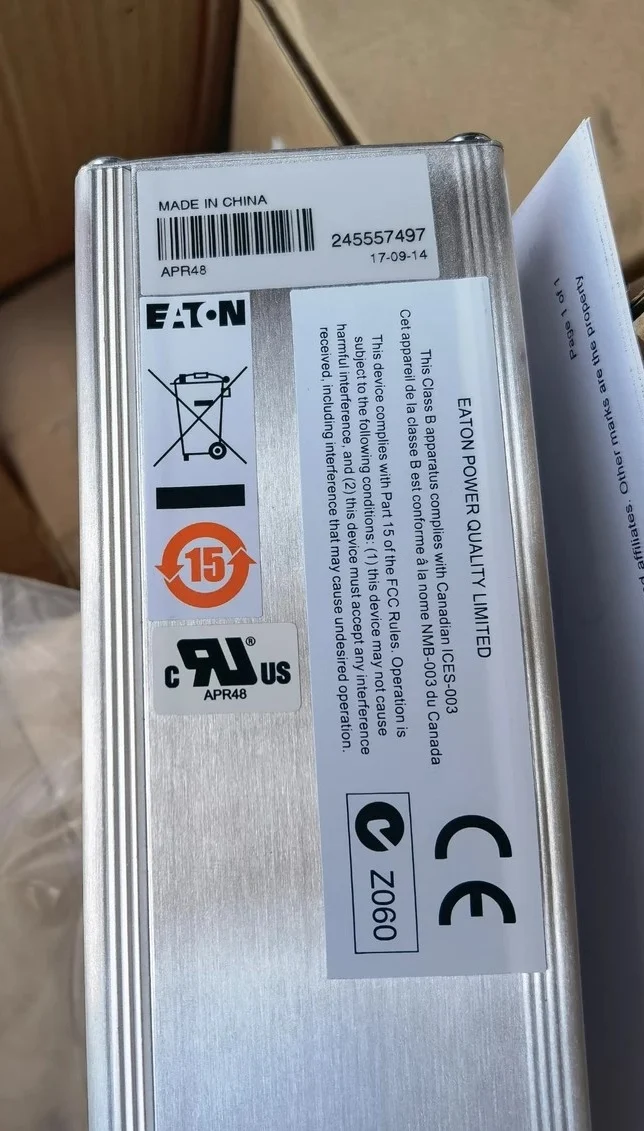 MADE IN CHINA
245557497
APR48
17-09-14
EATON
15
C RU® US
APR48
EATON POWER QUALITY LIMITED
This Class B apparatus complies with Canadian ICES-003
Cet appareil de la classe B est conforme à la nome NMB-003 du Canada
This device complies with Part 15 of the FCC Rules. Operation is
subject to the following conditions: (1) this device may not cause
harmful interference, and (2) this device must accept any interference
received, including interference that may cause undesired operation.
CE
Z060
Page 1 of 1
d affiliates. Other marks are the property